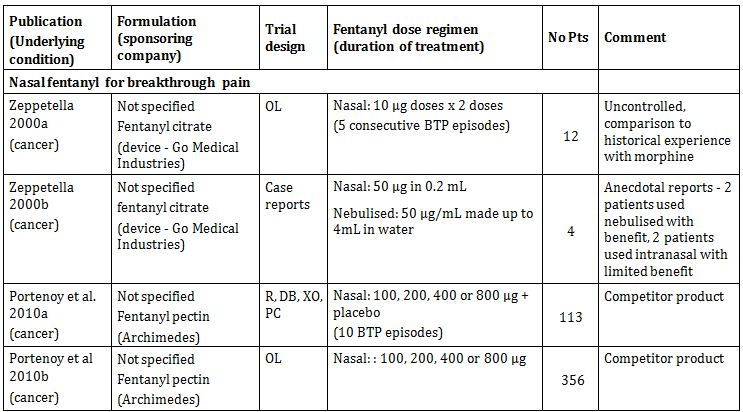 Publication
(Underlying
condition)
Formulation
(sponsoring
company)
Trial
design
Fentanyl dose regimen
(duration of treatment)
No Pts
Comment
Nasal fentanyl for breakthrough pain
Zeppetella
2000a
(cancer)
Not specified
Fentanyl citrate
(device - Go Medical
Industries)
OL
Nasal: 10 µg doses x 2 doses
(5 consecutive BTP episodes)
12
Uncontrolled,
comparison to
historical experience
with morphine
Zeppetella
2000b
(cancer)
Not specified
fentanyl citrate
(device - Go Medical
Industries)
Case
reports
Nasal: 50 µg in 0.2 mL
Nebulised: 50 µg/mL made up to
4mL in water
4
Anecdotal reports - 2
patients used
nebulised with
benefit, 2 patients
used intranasal with
limited benefit
Portenoy et al.
2010a
(cancer)
Not specified
Fentanyl pectin
(Archimedes)
R, DB, XO,
PC
Nasal: 100, 200, 400 or 800 µg +
placebo
(10 BTP episodes)
113
Competitor product
Portenoy et al
2010b
(cancer)
Not specified
Fentanyl pectin
(Archimedes)
OL
Nasal: : 100, 200, 400 or 800 µg
356
Competitor product